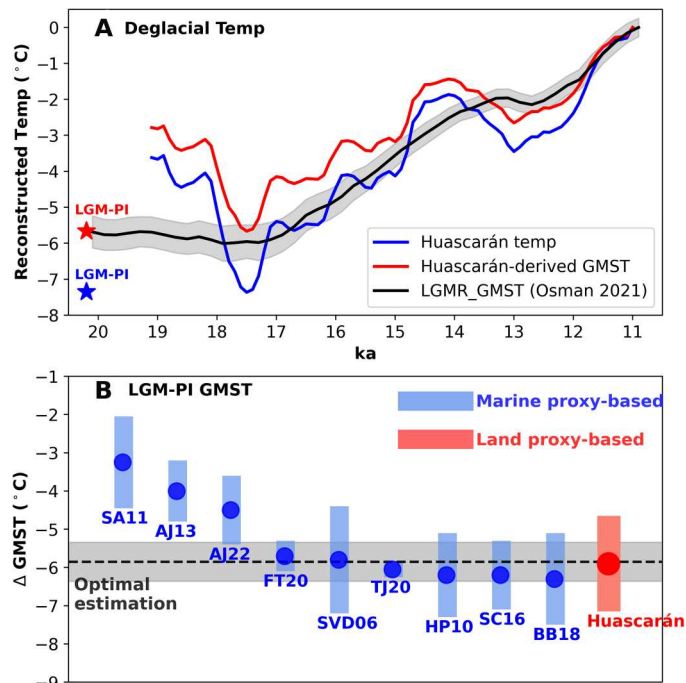 A Deglacial Temp
Reconstructed Temp (°C)
0
−1
−2
−3
−4
−5
−6
−7
−8
LGM-PI
LGM-PI
Huascarán temp
Huascarán-derived GMST
LGMR_GMST (Osman 2021)
20 19 18 17 16 15 14 13 12 11
ka
B LGM-PI GMST
Δ GMST (°C)
−1
−2
−3
−4
−5
−6
−7
−8
−9
Marine proxy-based
Land proxy-based
SA11
AJ13
AJ22
FT20
SVD06
TJ20
HP10
SC16
BB18
Huascarán
Optimal
estimation